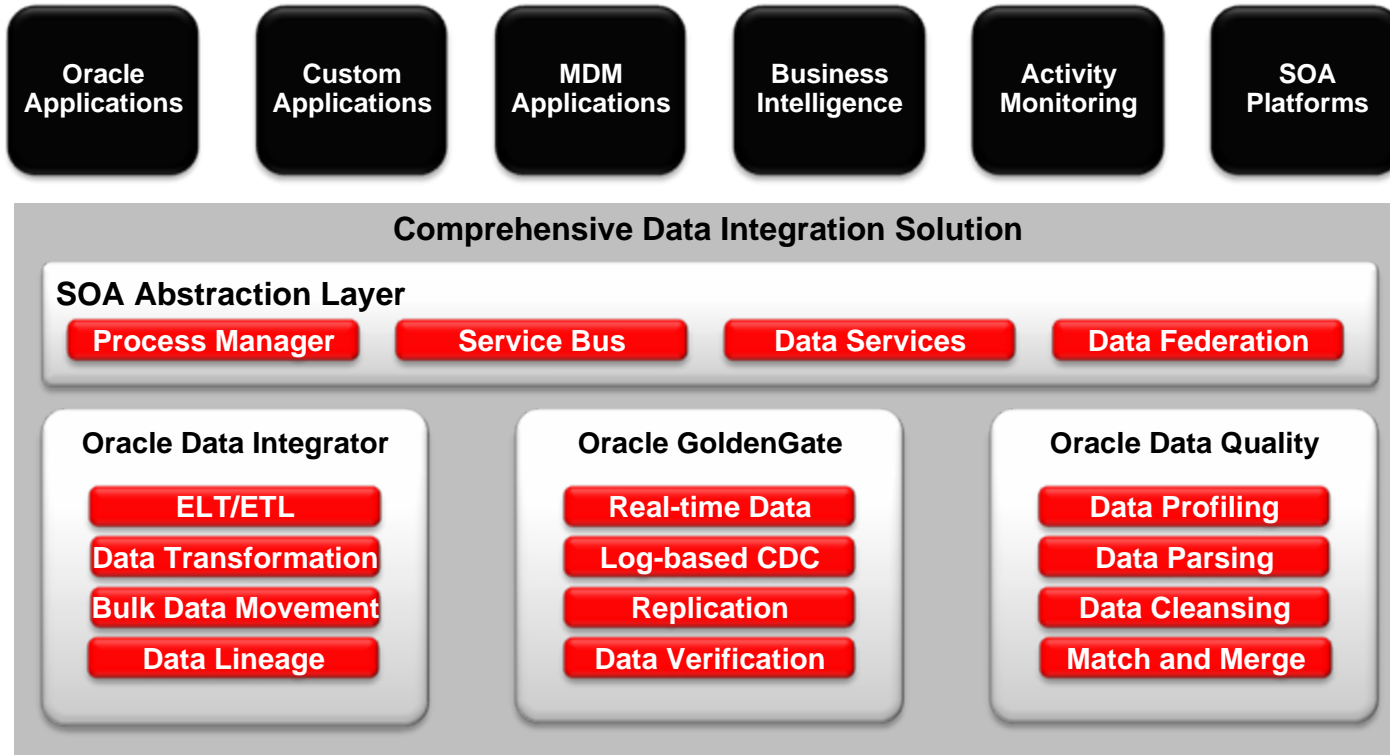 Oracle
Applications
Custom
Applications
MDM
Applications
Business
Intelligence
Activity
Monitoring
SOA
Platforms
Comprehensive Data Integration Solution
SOA Abstraction Layer
Process Manager
Service Bus
Data Services
Data Federation
Oracle Data Integrator
ELT/ETL
Data Transformation
Bulk Data Movement
Data Lineage
Oracle GoldenGate
Real-time Data
Log-based CDC
Replication
Data Verification
Oracle Data Quality
Data Profiling
Data Parsing
Data Cleansing
Match and Merge